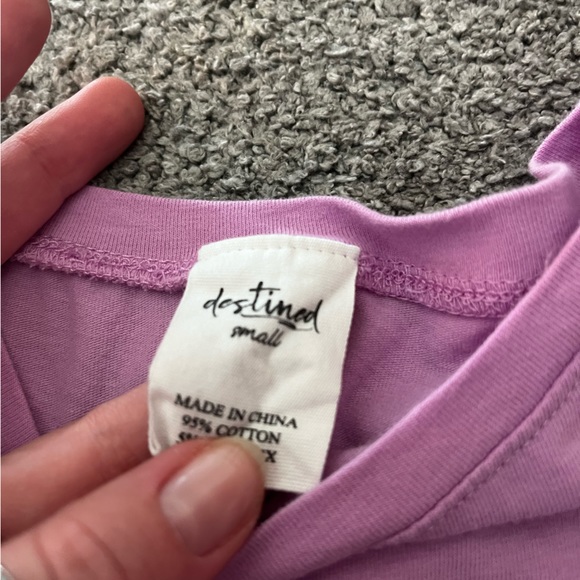 destined
small
MADE IN CHINA
95% COTTON